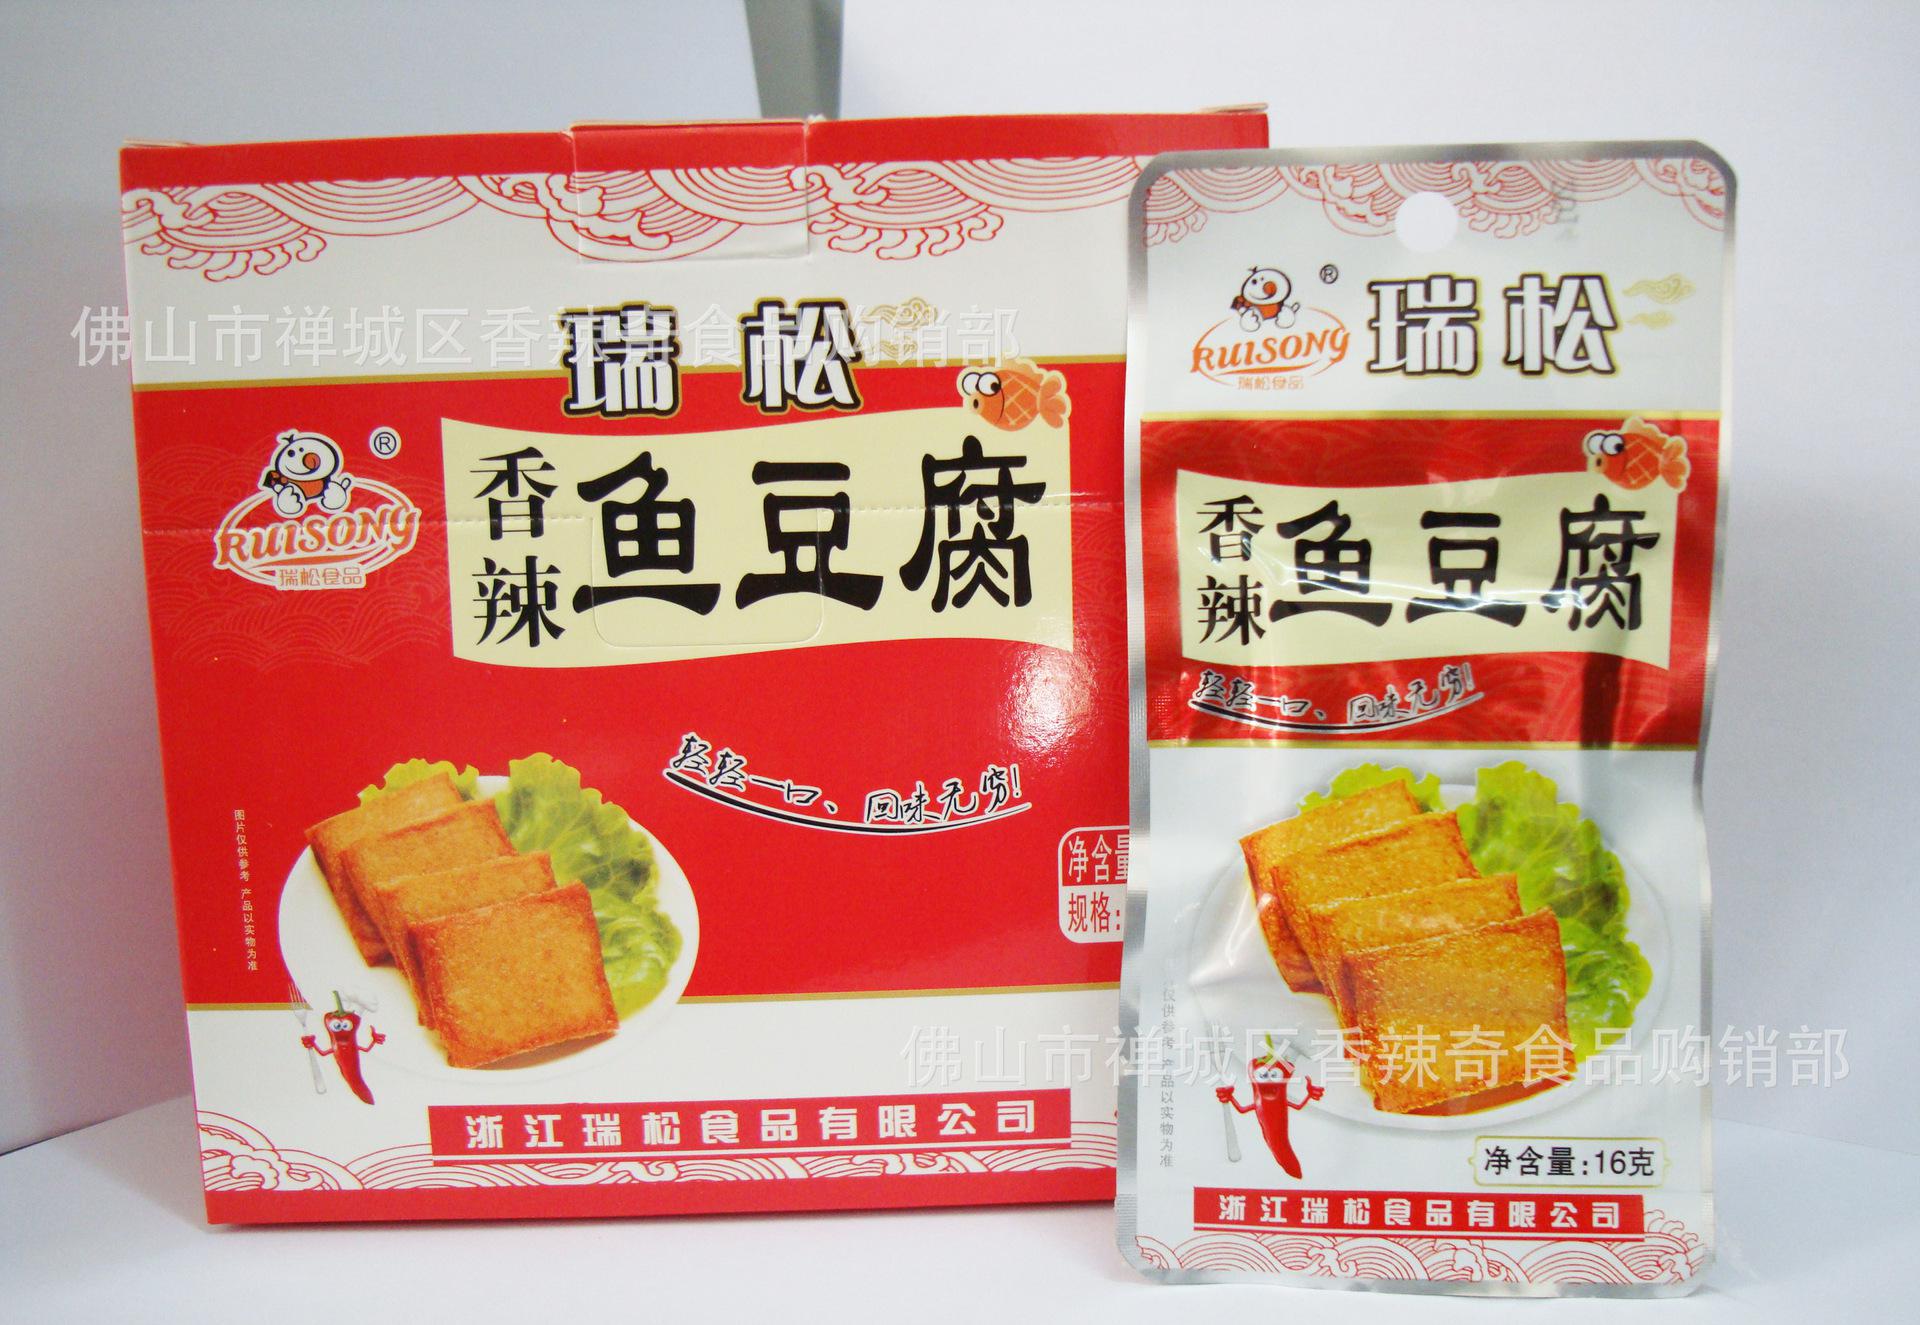 佛山市禅城区香辣奇食品购销部
瑞松
®
RUISONG
瑞松食品
香辣
鱼豆腐
轻轻一口、回味无穷!
净含量
规格:
图片仅供参考 产品以实物为准
浙江瑞松食品有限公司
®
RUISONG
瑞松食品
瑞松
香辣
鱼豆腐
轻轻一口、回味无穷!
仅供参考 产品以实物为准
佛山市禅城区香辣奇食品购销部
净含量:16克
浙江瑞松食品有限公司